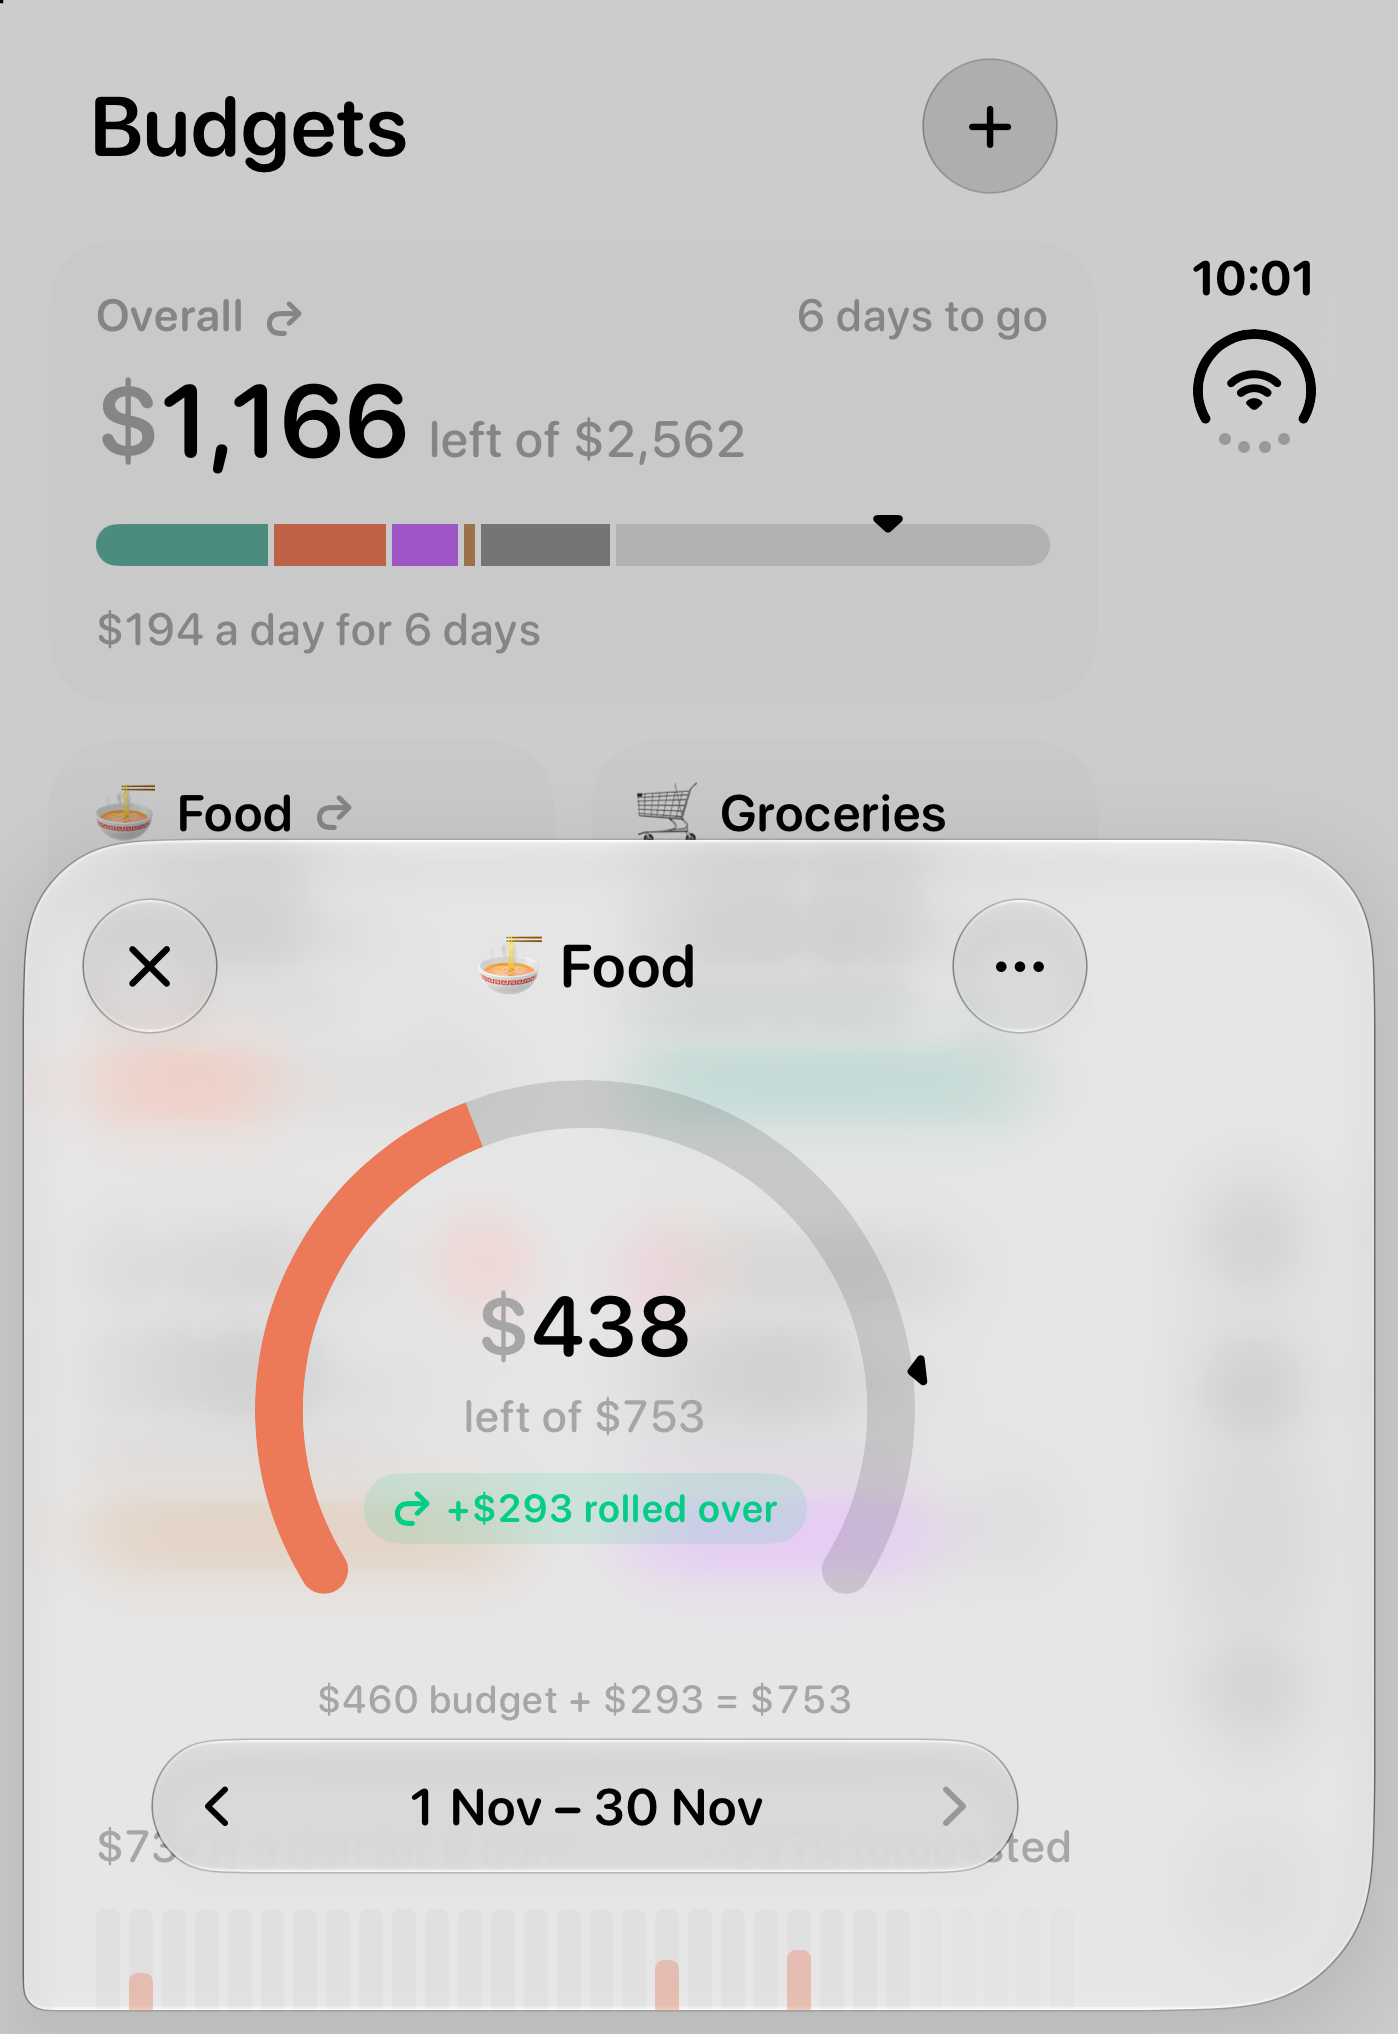 Budgets
10:01
Overall
6 days to go
$1,166 left of $2,562
$194 a day for 6 days
Food
Groceries
Food
$438
left of $753
+$293 rolled over
$460 budget + $293 = $753
1 Nov – 30 Nov